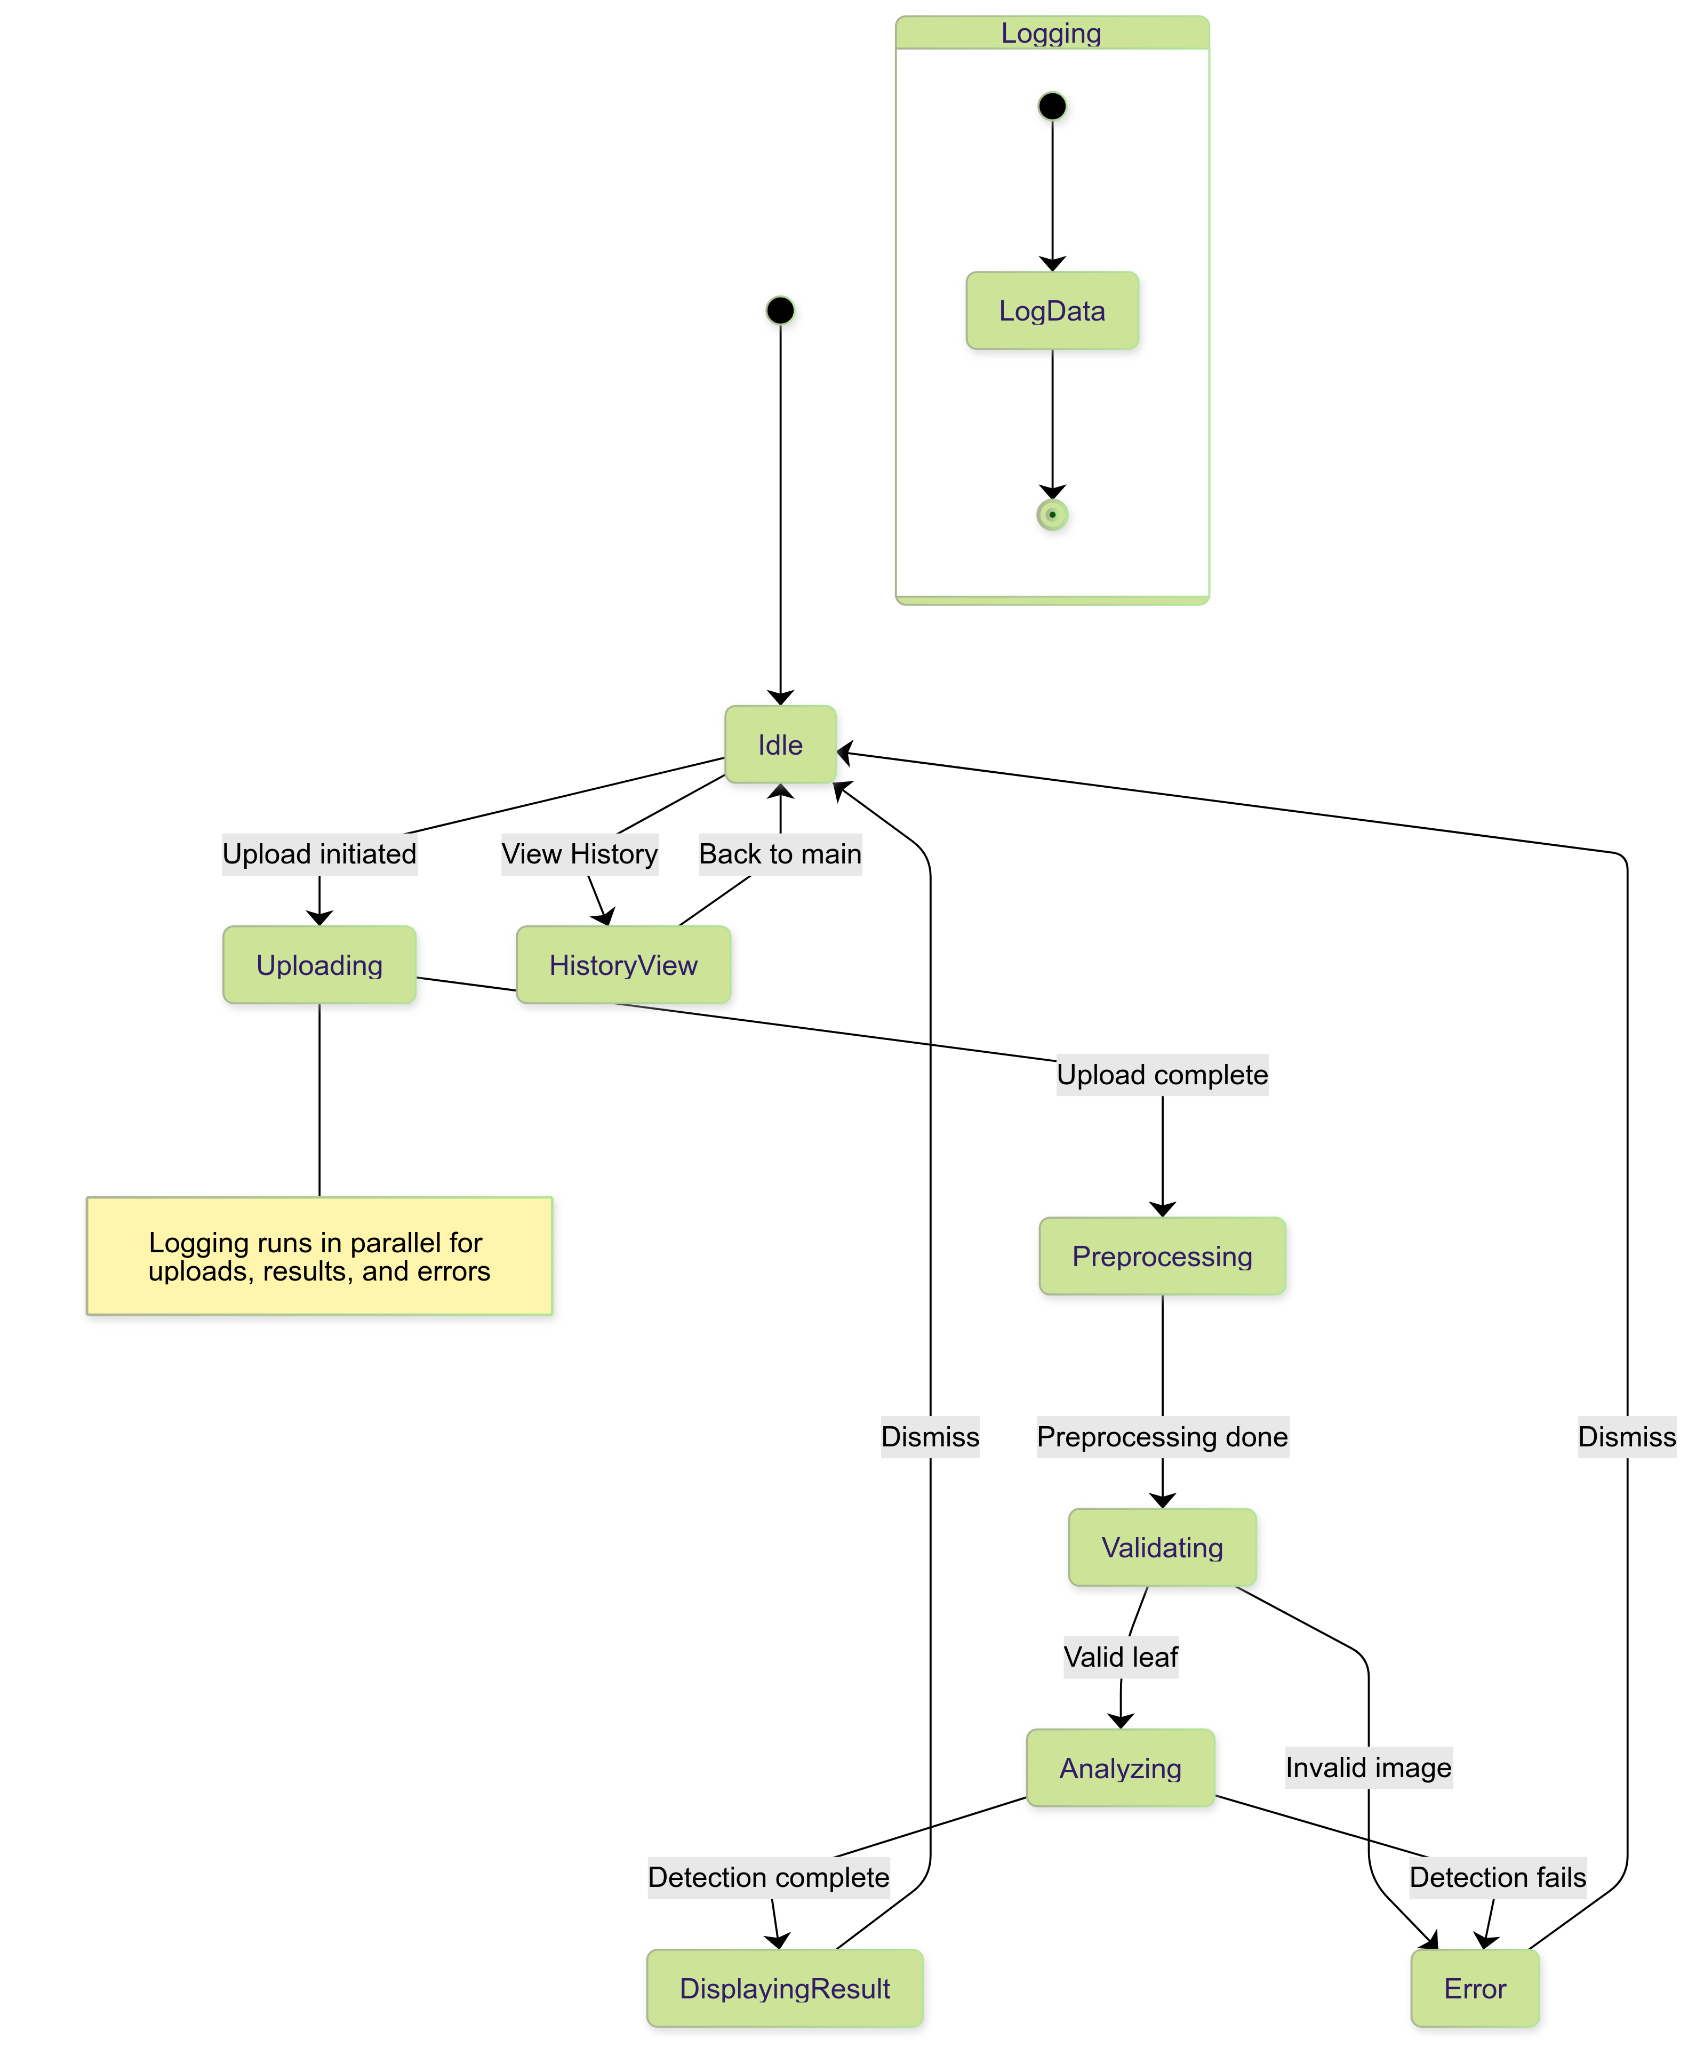 Logging
LogData
Idle
Upload initiated
View History
Back to main
Uploading
HistoryView
Upload complete
Logging runs in parallel for
uploads, results, and errors
Preprocessing
Dismiss
Preprocessing done
Dismiss
Validating
Valid leaf
Analyzing
Invalid image
Detection complete
Detection fails
DisplayingResult
Error